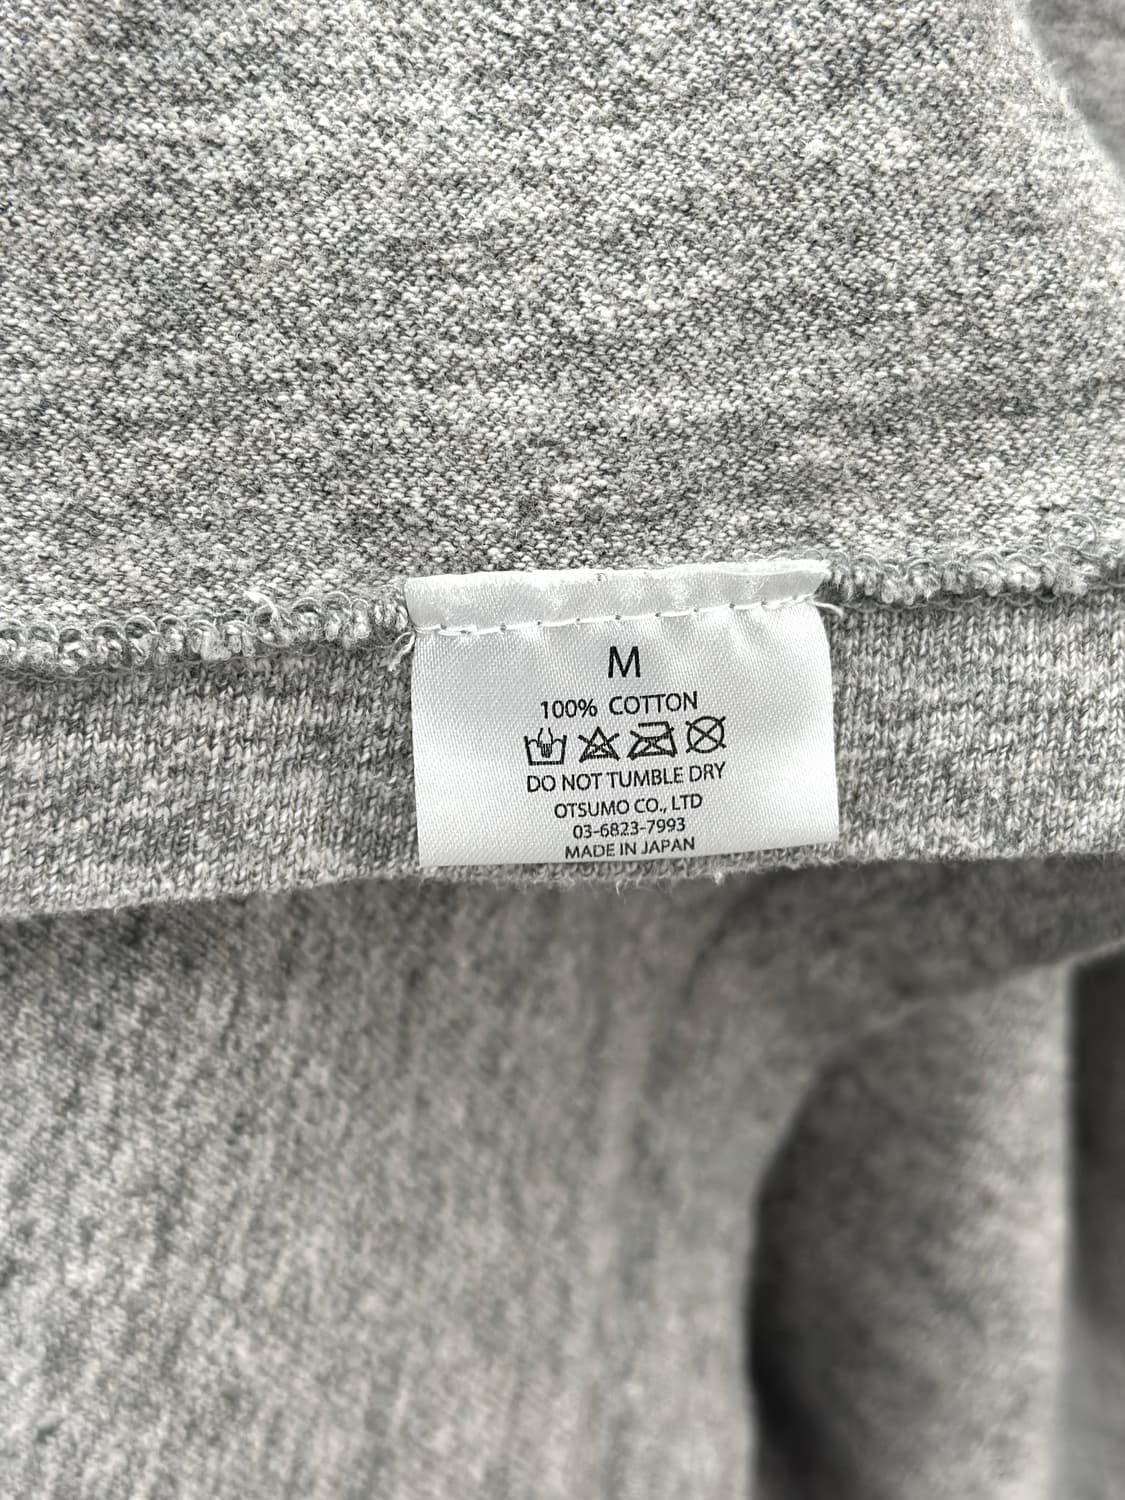 M
100% COTTON
DO NOT TUMBLE DRY
OTSUMO CO., LTD
03-6823-7993
MADE IN JAPAN